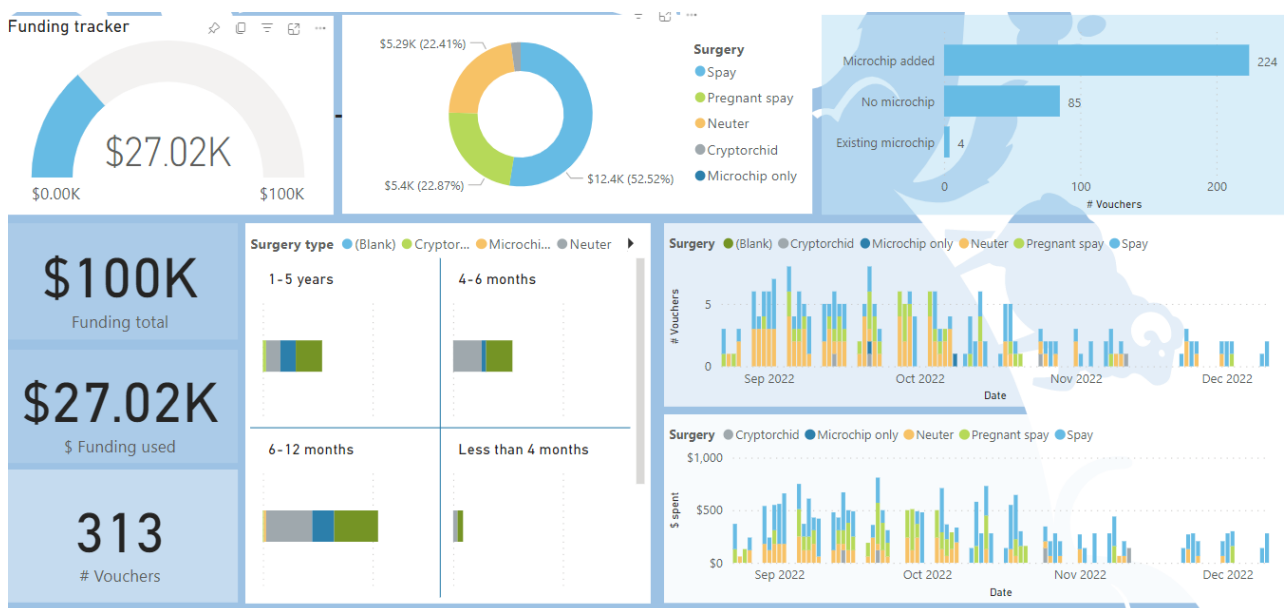 Funding tracker
$27.02K
$0.00K
$100K
$5.29K (22.41%)
$5.4K (22.87%)
$12.4K (52.52%)
Surgery
Spay
Pregnant spay
Neuter
Cryptorchid
Microchip only
Microchip added
224
No microchip
85
Existing microchip
4
0
100
200
# Vouchers
$100K
Funding total
$27.02K
$ Funding used
313
# Vouchers
Surgery type (Blank) Cryptor... Microchi... Neuter
1-5 years
4-6 months
6-12 months
Less than 4 months
Surgery (Blank) Cryptorchid Microchip only Neuter Pregnant spay Spay
# Vouchers
5
0
Sep 2022
Oct 2022
Nov 2022
Dec 2022
Date
Surgery Cryptorchid Microchip only Neuter Pregnant spay Spay
$ spent
$1,000
$500
$0
Sep 2022
Oct 2022
Nov 2022
Dec 2022
Date